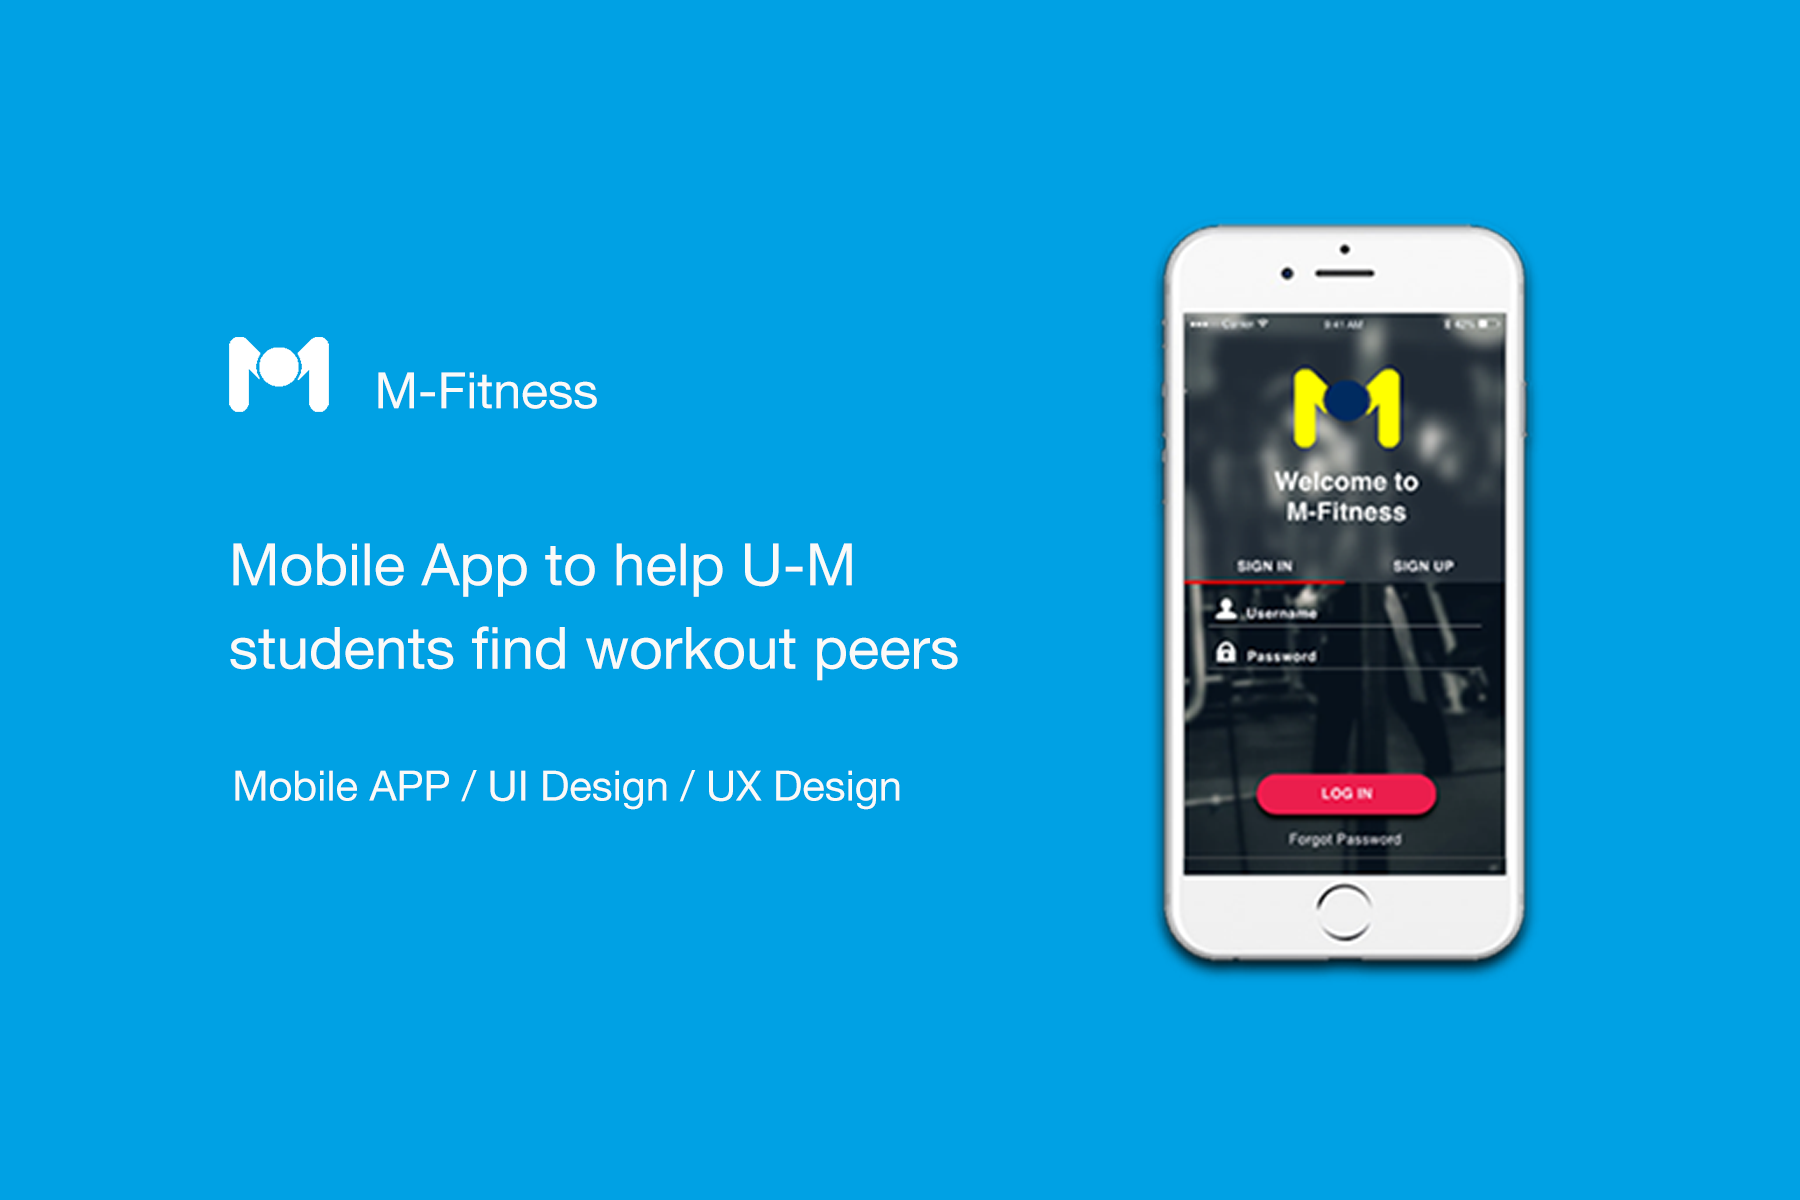 M-Fitness
Mobile App to help U-M
students find workout peers
Mobile APP / UI Design / UX Design
Carrier
9:41 AM
42%
Welcome to
M-Fitness
SIGN IN
SIGN UP
Username
Password
LOG IN
Forgot Password